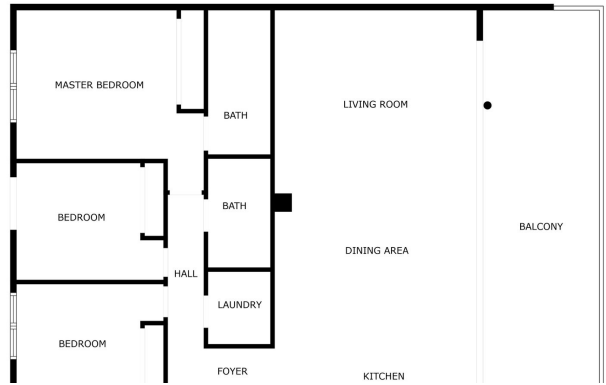 MASTER BEDROOM
LIVING ROOM
BATH
BATH
BEDROOM
BALCONY
DINING AREA
HALL
LAUNDRY
BEDROOM
FOYER
KITCHEN